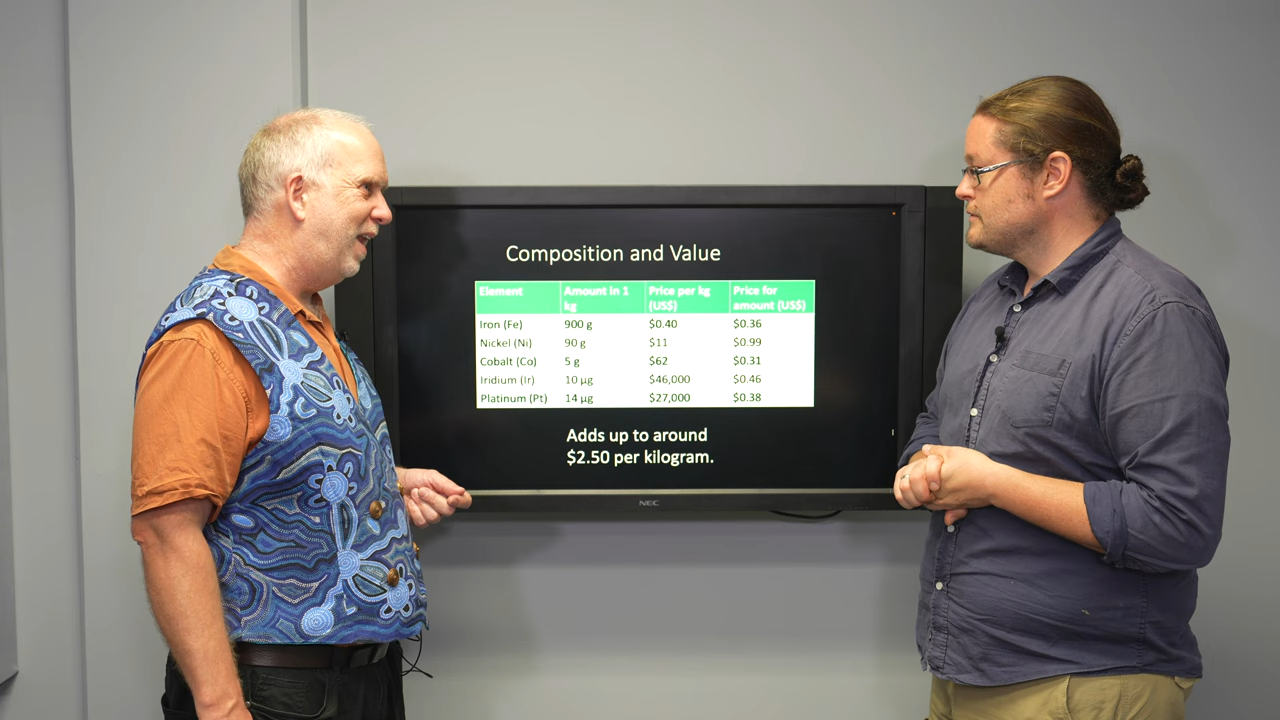 Composition and Value
Element Amount in 1 kg Price per kg (US$) Price for amount (US$)
Iron (Fe) 900 g $0.40 $0.36
Nickel (Ni) 90 g $11 $0.99
Cobalt (Co) 5 g $62 $0.31
Iridium (Ir) 10 µg $46,000 $0.46
Platinum (Pt) 14 µg $27,000 $0.38
Adds up to around
$2.50 per kilogram.
NEC